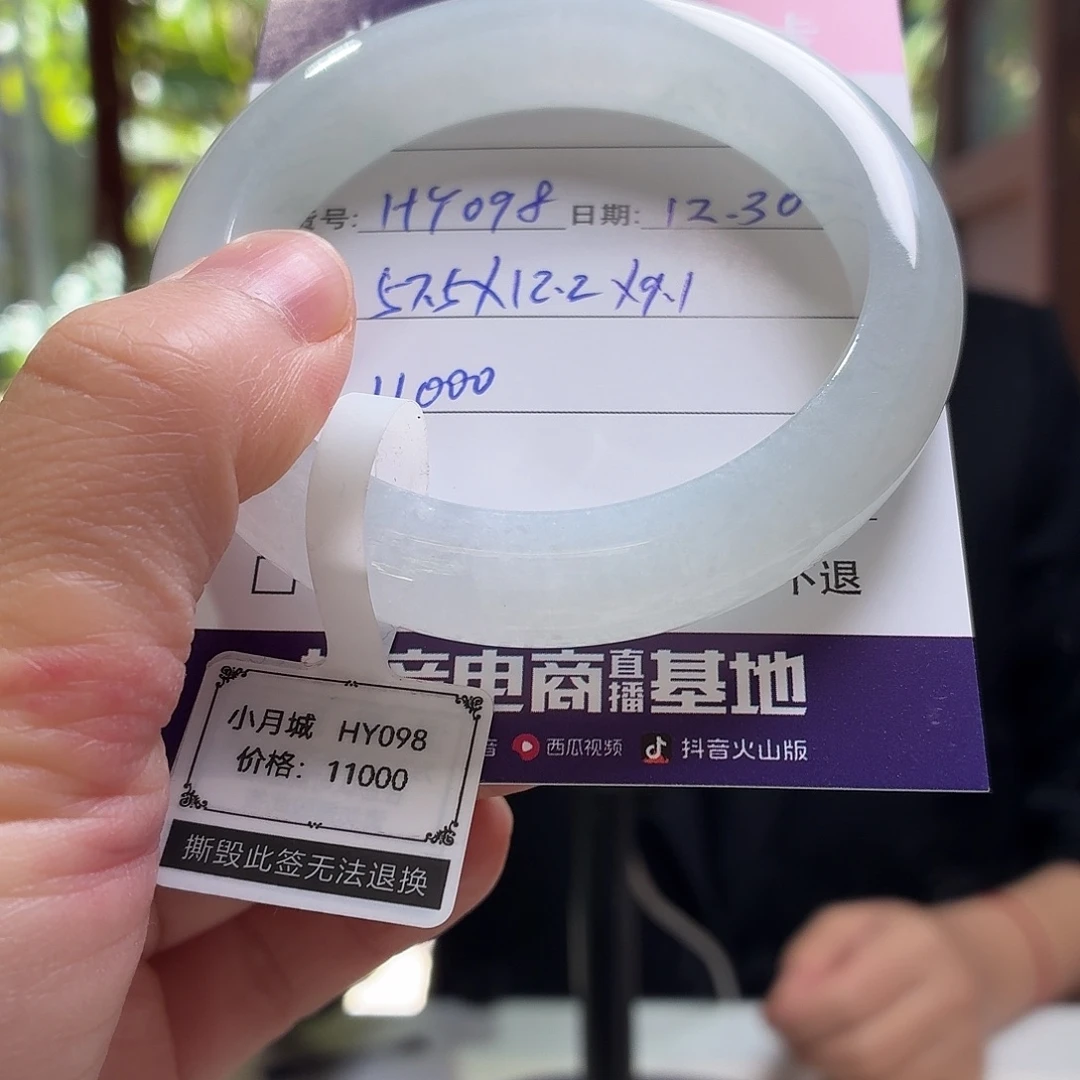 号: HY098 日期: 12-30
57.5X12.2X9.1
11000
不退
电商直播基地
音 西瓜视频 抖音火山版
小月城 HY098
价格: 11000
撕毁此签无法退换